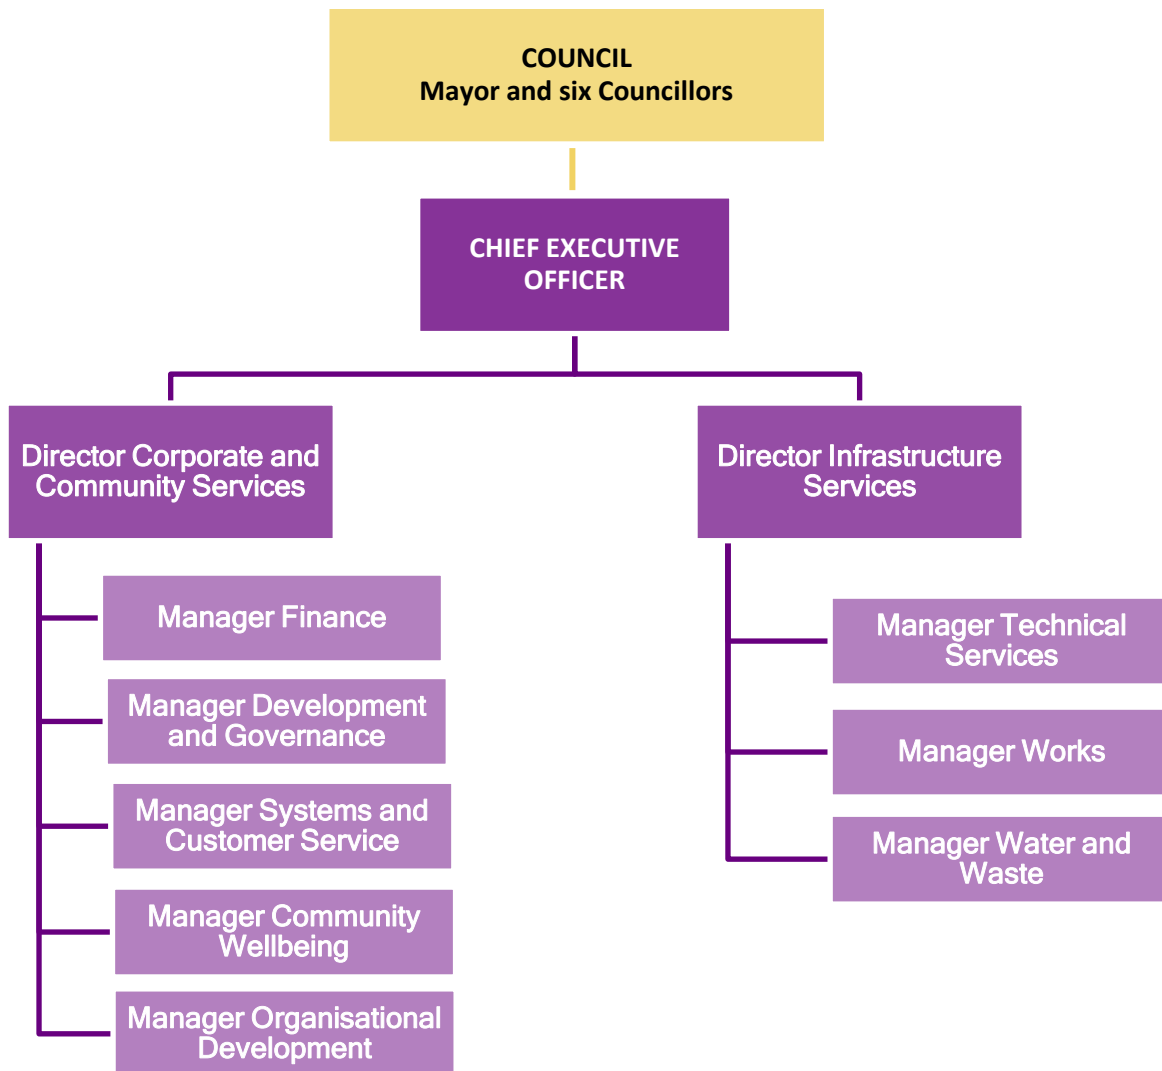 COUNCIL
Mayor and six Councillors
CHIEF EXECUTIVE
OFFICER
Director Corporate and
Community Services
Manager Finance
Manager Development
and Governance
Manager Systems and
Customer Service
Manager Community
Wellbeing
Manager Organisational
Development
Director Infrastructure
Services
Manager Technical
Services
Manager Works
Manager Water and
Waste